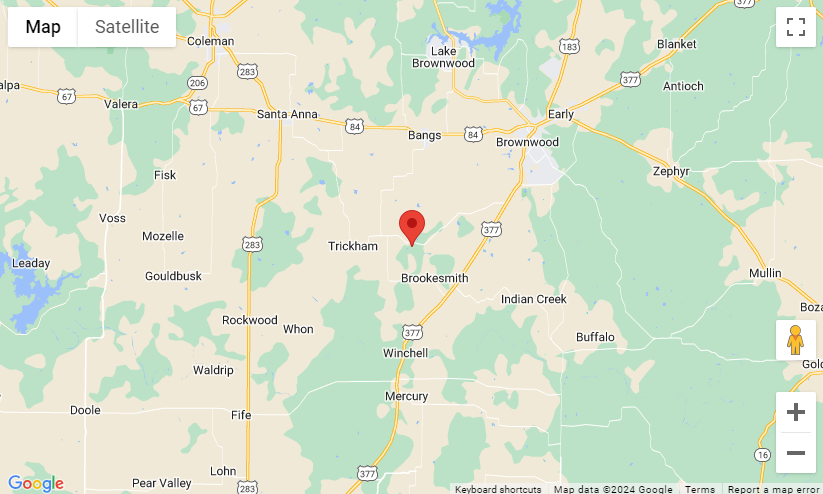 Map
Satellite
377
Coleman
183
Blanket
Lake
Brownwood
283
377
206
Antioch
alpa
67
Valera
67
Santa Anna
Early
84
Bangs
84
Brownwood
Fisk
Zephyr
Voss
377
Mozelle
283
Trickham
Leaday
Gouldbusk
Brookesmith
Mullin
Indian Creek
Boza
Rockwood
Whon
377
Buffalo
Winchell
Waldrip
Gold
Mercury
Doole
Fife
16
Lohn
377
Pear Valley
283
Google
Keyboard shortcuts
Map data ©2024 Google
Terms
Report a map error